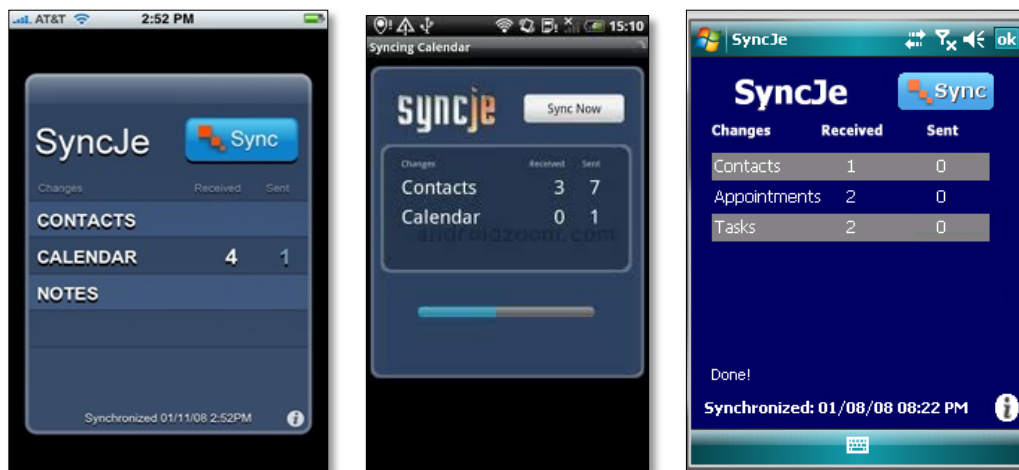 AT&T 2:52 PM
SyncJe Sync
Changes Received Sent
CONTACTS
CALENDAR 4 1
NOTES
Synchronized 01/11/08 2:52PM
15:10
Syncing Calendar
syncje Sync Now
Changes Received Sent
Contacts 3 7
Calendar 0 1
androidzoom.com
SyncJe ok
SyncJe Sync
Changes Received Sent
Contacts 1 0
Appointments 2 0
Tasks 2 0
Done!
Synchronized: 01/08/08 08:22 PM